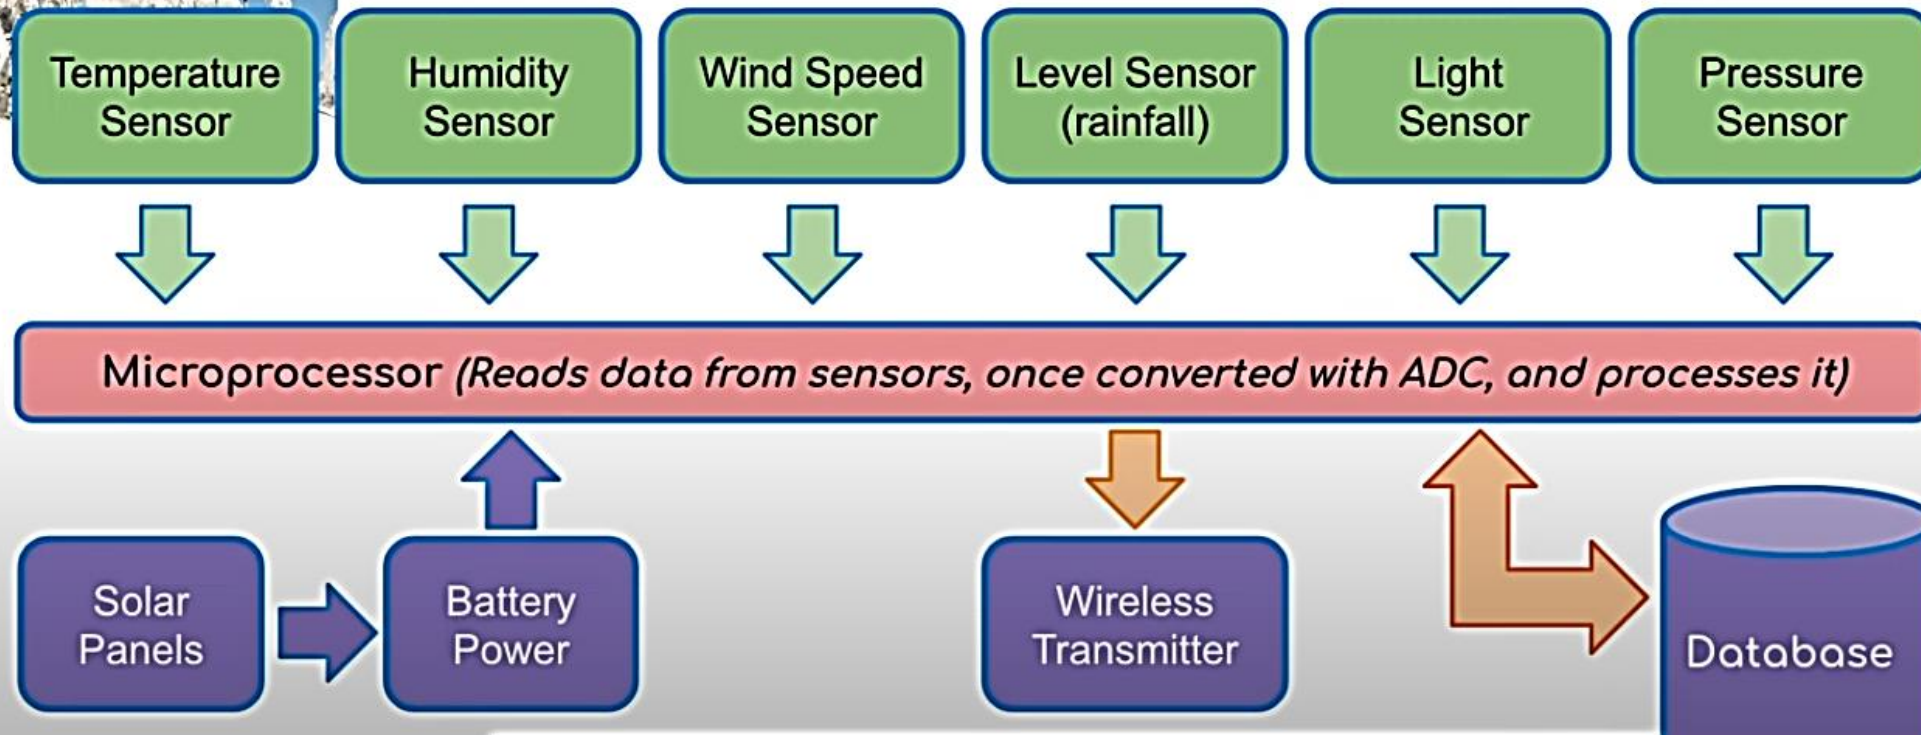 Temperature
Sensor
Humidity
Sensor
Wind Speed
Sensor
Level Sensor
(rainfall)
Light
Sensor
Pressure
Sensor
Microprocessor (Reads data from sensors, once converted with ADC, and processes it)
Solar
Panels
Battery
Power
Wireless
Transmitter
Database